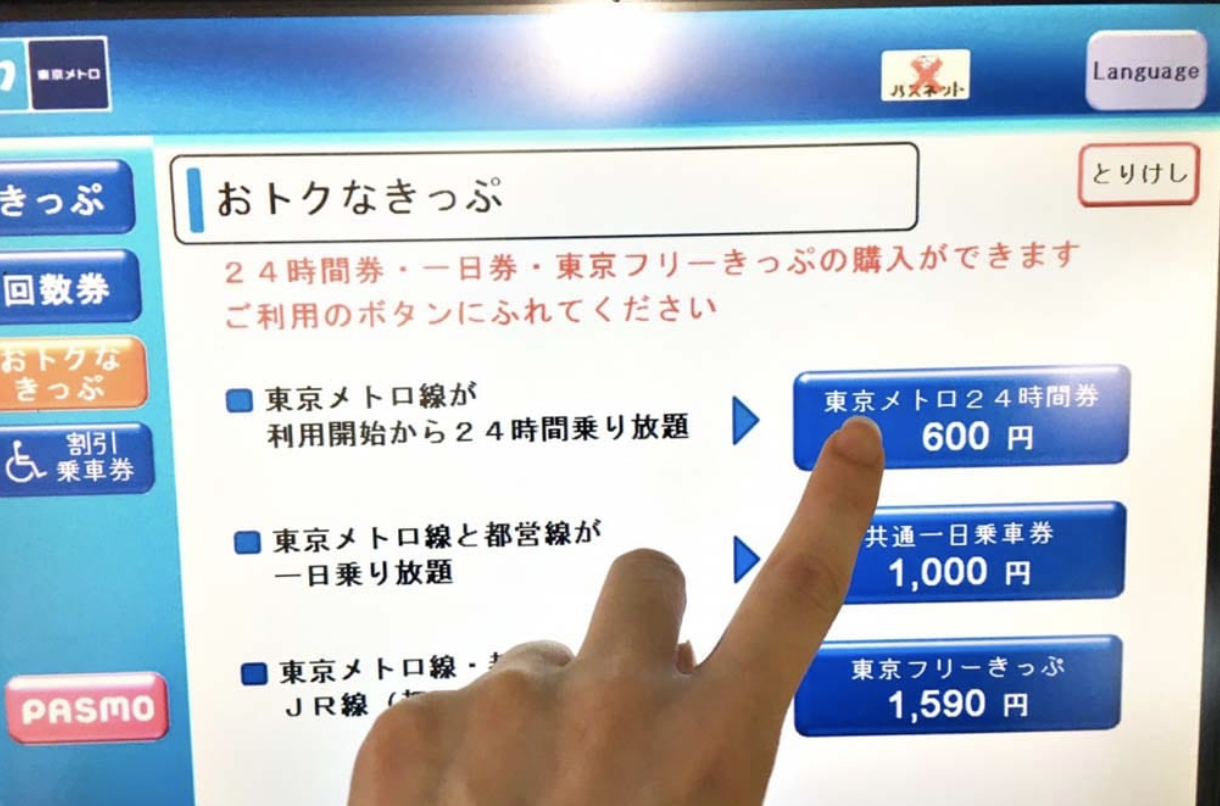 東京メトロ
パスネット
Language
きっぷ
おトクなきっぷ
とりけし
24時間券・一日券・東京フリーきっぷの購入ができます
ご利用のボタンにふれてください
回数券
おトクな
きっぷ
割引
乗車券
東京メトロ線が
利用開始から24時間乗り放題
東京メトロ24時間券
600 円
東京メトロ線と都営線が
一日乗り放題
共通一日乗車券
1,000 円
東京メトロ線・
JR線(
東京フリーきっぷ
1,590 円
PASMO